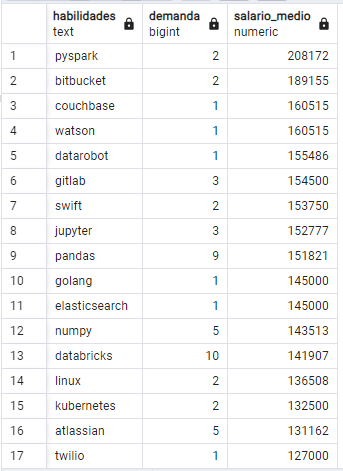 habilidades demanda salario_medio
text bigint numeric
1 pyspark 2 208172
2 bitbucket 2 189155
3 couchbase 1 160515
4 watson 1 160515
5 datarobot 1 155486
6 gitlab 3 154500
7 swift 2 153750
8 jupyter 3 152777
9 pandas 9 151821
10 golang 1 145000
11 elasticsearch 1 145000
12 numpy 5 143513
13 databricks 10 141907
14 linux 2 136508
15 kubernetes 2 132500
16 atlassian 5 131162
17 twilio 1 127000